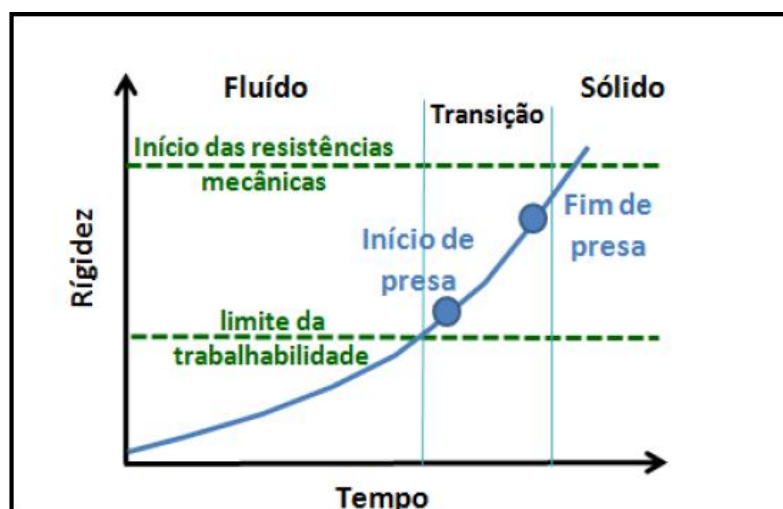 Fluído
Transição
Sólido
Início das resistências
mecânicas
Início de
presa
Fim de
presa
limite da
trabalhabilidade
Rígidez
Tempo